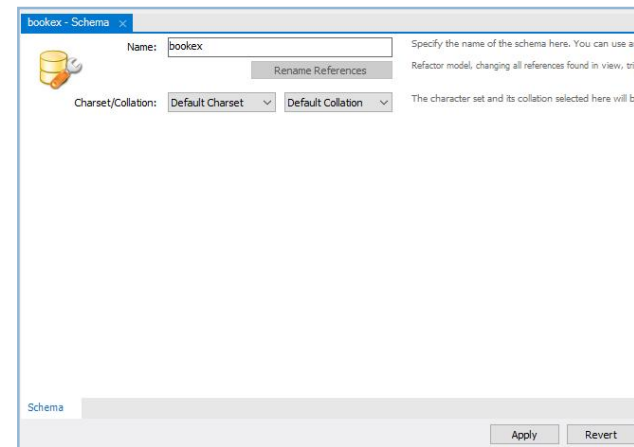 bookex - Schema ×
Name: bookex Specify the name of the schema here. You can use
Rename References Refactor model, changing all references found in view,
Charset/Collation: Default Charset Default Collation The character set and its collation selected here will
Schema
Apply Revert